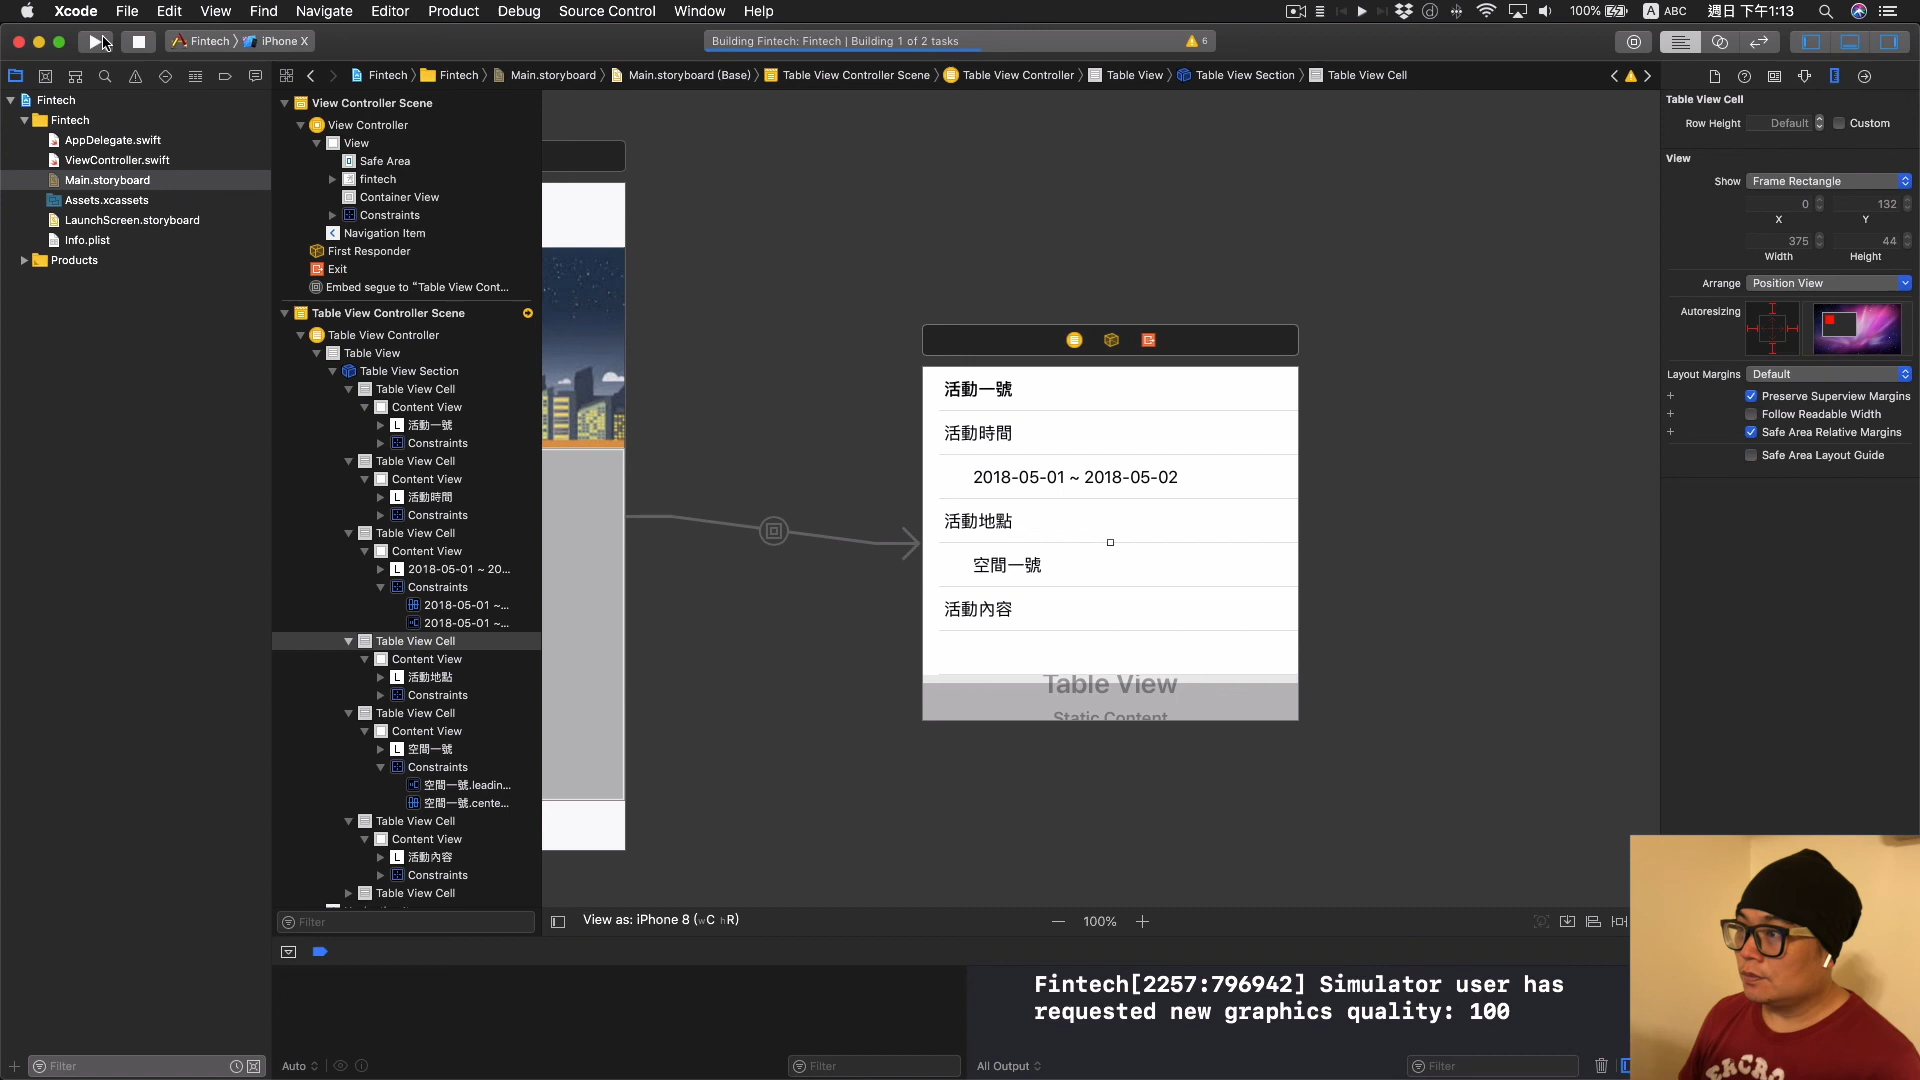 Xcode File Edit View Find Navigate Editor Product Debug Source Control Window Help 100% A ABC 週日 下午1:13
Fintech iPhone X Building Fintech: Fintech | Building 1 of 2 tasks 6
Fintech Fintech Main.storyboard Main.storyboard (Base) Table View Controller Scene Table View Controller Table View Table View Section Table View Cell
Fintech
Fintech
AppDelegate.swift
ViewController.swift
Main.storyboard
Assets.xcassets
LaunchScreen.storyboard
Info.plist
Products
Filter
View Controller Scene
View Controller
View
Safe Area
fintech
Container View
Constraints
Navigation Item
First Responder
Exit
Embed segue to “Table View Cont...
Table View Controller Scene
Table View Controller
Table View
Table View Section
Table View Cell
Content View
L 活動一號
Constraints
Table View Cell
Content View
L 活動時間
Constraints
Table View Cell
Content View
L 2018-05-01 ~ 20...
Constraints
2018-05-01 ~...
2018-05-01 ~...
Table View Cell
Content View
L 活動地點
Constraints
Table View Cell
Content View
L 空間一號
Constraints
空間一號.leadin...
空間一號.cente...
Table View Cell
Content View
L 活動內容
Constraints
Table View Cell
Filter
活動一號
活動時間
2018-05-01 ~ 2018-05-02
活動地點
空間一號
活動內容
Table View
Static Content
View as: iPhone 8 (wC hR)
100%
Table View Cell
Row Height Default Custom
View
Show Frame Rectangle
0 132
X Y
375 44
Width Height
Arrange Position View
Autoresizing
Layout Margins Default
Preserve Superview Margins
Follow Readable Width
Safe Area Relative Margins
Safe Area Layout Guide
Fintech[2257:796942] Simulator user has
requested new graphics quality: 100
Auto Filter All Output Filter